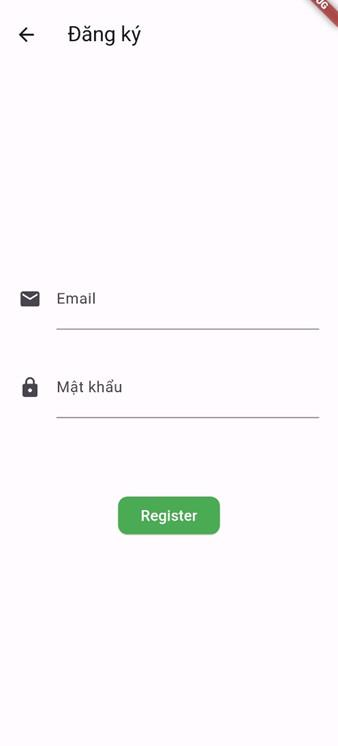 Đăng ký
Email
Mật khẩu
Register